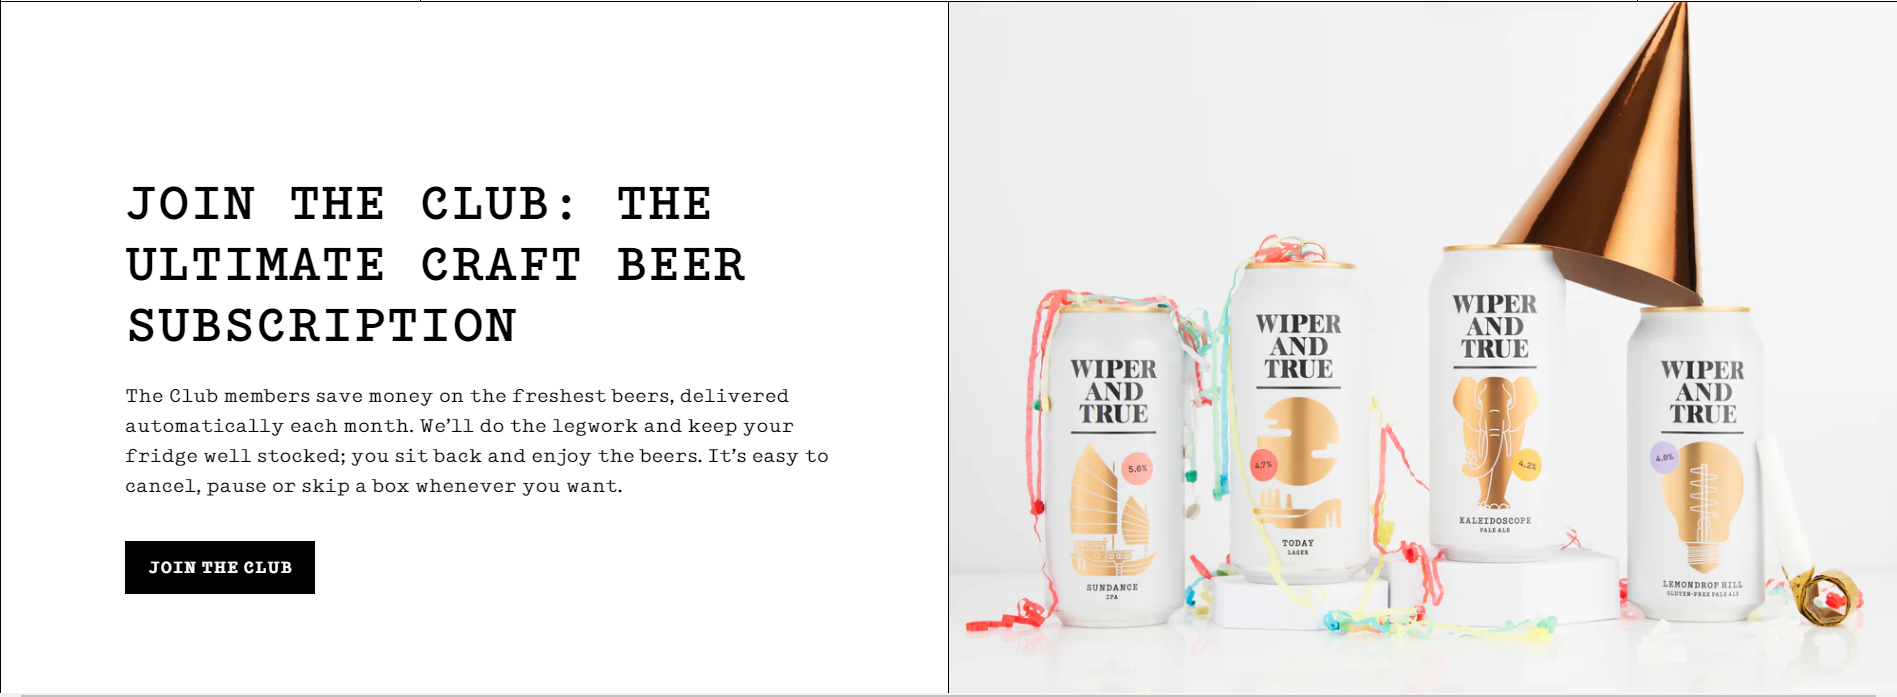 JOIN THE CLUB: THE
ULTIMATE CRAFT BEER
SUBSCRIPTION
The Club members save money on the freshest beers, delivered
automatically each month. We’ll do the legwork and keep your
fridge well stocked; you sit back and enjoy the beers. It’s easy to
cancel, pause or skip a box whenever you want.
JOIN THE CLUB
WIPER
AND
TRUE
5.6%
SUNDANCE
IPA
WIPER
AND
TRUE
4.7%
TODAY
LAGER
WIPER
AND
TRUE
4.2%
KALEIDOSCOPE
PALE ALE
WIPER
AND
TRUE
4.0%
LEMONDROP HILL
GLUTEN-FREE PALE ALE